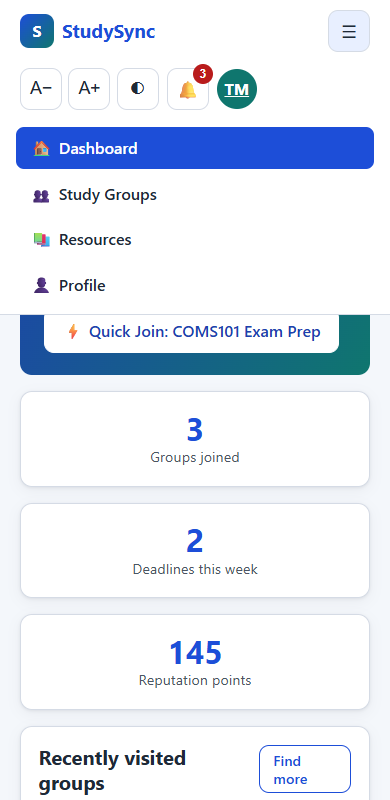 S StudySync ☰
A− A+ 3 TM
Dashboard
Study Groups
Resources
Profile
Quick Join: COMS101 Exam Prep
3
Groups joined
2
Deadlines this week
145
Reputation points
Recently visited
groups
Find
more